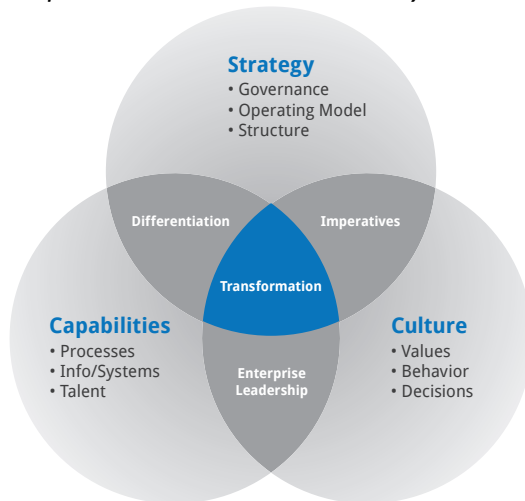 Strategy
• Governance
• Operating Model
• Structure
Differentiation
Imperatives
Transformation
Capabilities
• Processes
• Info/Systems
• Talent
Culture
• Values
• Behavior
• Decisions
Enterprise
Leadership